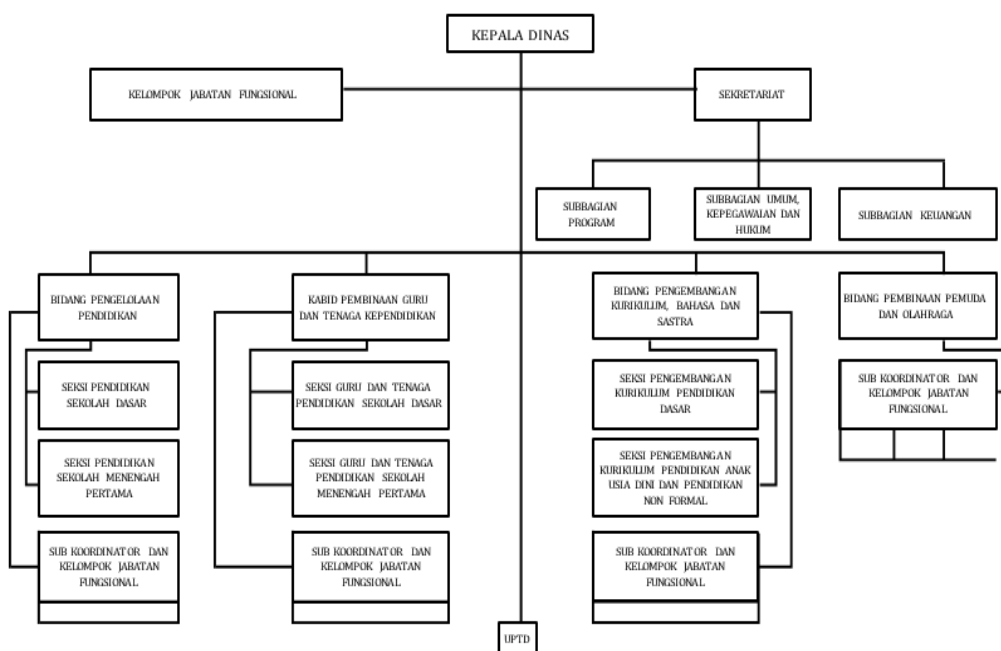 KEPALA DINAS
KELOMPOK JABATAN FUNGSIONAL
SEKRETARIAT
SUBBAGIAN
PROGRAM
SUBBAGIAN UMUM,
KEPEGAWAIAN DAN
HUKUM
SUBBAGIAN KEUANGAN
BIDANG PENGELOLAAN
PENDIDIKAN
KABID PEMBINAAN GURU
DAN TENAGA KEPENDIDIKAN
BIDANG PENGEMBANGAN
KURIKULUM, BAHASA DAN
SASTRA
BIDANG PEMBINAAN PEMUDA
DAN OLAHRAGA
SEKSI PENDIDIKAN
SEKOLAH DASAR
SEKSI GURU DAN TENAGA
PENDIDIKAN SEKOLAH DASAR
SEKSI PENGEMBANGAN
KURIKULUM PENDIDIKAN
DASAR
SUB KOORDINATOR DAN
KELEMPOK JABATAN
FUNGSIONAL
SEKSI PENDIDIKAN
SEKOLAH MENENGAH
PERTAMA
SEKSI GURU DAN TENAGA
PENDIDIKAN SEKOLAH
MENENGAH PERTAMA
SEKSI PENGEMBANGAN
KURIKULUM PENDIDIKAN ANAK
USIA DINI DAN PENDIDIKAN
NON FORMAL
SUB KOORDINATOR DAN
KELEMPOK JABATAN
FUNGSIONAL
SUB KOORDINATOR DAN
KELEMPOK JABATAN
FUNGSIONAL
SUB KOORDINATOR DAN
KELEMPOK JABATAN
FUNGSIONAL
UPTD